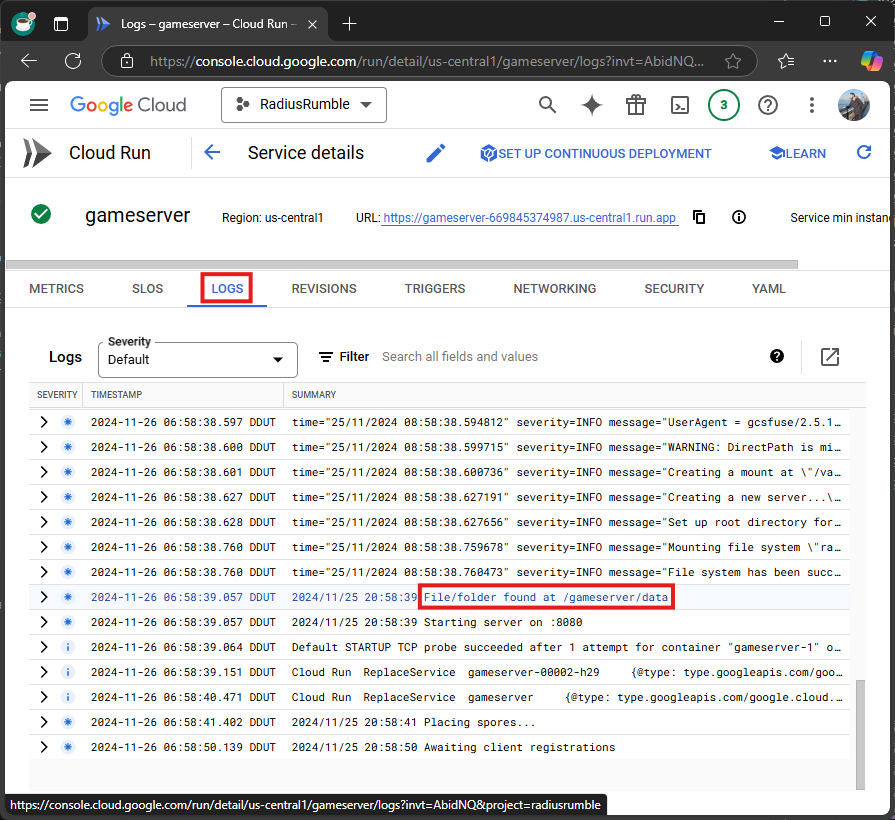 Logs – gameserver – Cloud Run –
https://console.cloud.google.com/run/detail/us-central1/gameserver/logs?invt=AbidNQ...
Google Cloud
RadiusRumble
3
Cloud Run
Service details
SET UP CONTINUOUS DEPLOYMENT
LEARN
gameserver
Region: us-central1
URL: https://gameserver-669845374987.us-central1.run.app
Service min instan
METRICS
SLOS
LOGS
REVISIONS
TRIGGERS
NETWORKING
SECURITY
YAML
Logs
Severity
Default
Filter
Search all fields and values
SEVERITY TIMESTAMP SUMMARY
2024-11-26 06:58:38.597 DDUT time="25/11/2024 08:58:38.594812" severity=INFO message="UserAgent = gcsfuse/2.5.1…
2024-11-26 06:58:38.600 DDUT time="25/11/2024 08:58:38.599715" severity=INFO message="WARNING: DirectPath is mi…
2024-11-26 06:58:38.601 DDUT time="25/11/2024 08:58:38.600736" severity=INFO message="Creating a mount at \"/va…
2024-11-26 06:58:38.627 DDUT time="25/11/2024 08:58:38.627191" severity=INFO message="Creating a new server...\…
2024-11-26 06:58:38.628 DDUT time="25/11/2024 08:58:38.627656" severity=INFO message="Set up root directory for…
2024-11-26 06:58:38.760 DDUT time="25/11/2024 08:58:38.759678" severity=INFO message="Mounting file system \"ra…
2024-11-26 06:58:38.760 DDUT time="25/11/2024 08:58:38.760473" severity=INFO message="File system has been succ…
2024-11-26 06:58:39.057 DDUT 2024/11/25 20:58:39 File/folder found at /gameserver/data
2024-11-26 06:58:39.057 DDUT 2024/11/25 20:58:39 Starting server on :8080
2024-11-26 06:58:39.064 DDUT Default STARTUP TCP probe succeeded after 1 attempt for container "gameserver-1" o…
2024-11-26 06:58:39.151 DDUT Cloud Run ReplaceService gameserver-00002-h29 {@type: type.googleapis.com/goo…
2024-11-26 06:58:40.471 DDUT Cloud Run ReplaceService gameserver {@type: type.googleapis.com/google.cloud.…
2024-11-26 06:58:41.402 DDUT 2024/11/25 20:58:41 Placing spores...
2024-11-26 06:58:50.139 DDUT 2024/11/25 20:58:50 Awaiting client registrations
https://console.cloud.google.com/run/detail/us-central1/gameserver/logs?invt=AbidNQ&project=radiusrumble